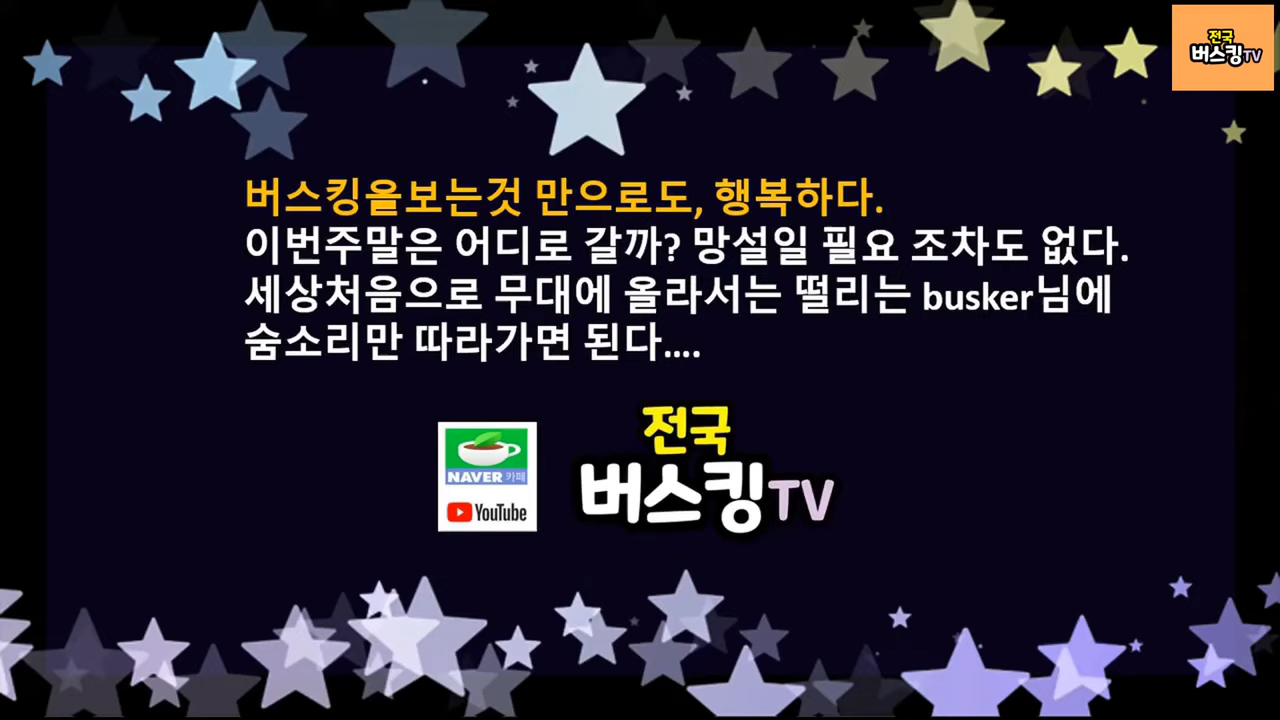 전국
버스킹TV
버스킹을보는것 만으로도, 행복하다.
이번주말은 어디로 갈까? 망설일 필요 조차도 없다.
세상처음으로 무대에 올라서는 떨리는 busker님에
숨소리만 따라가면 된다....
NAVER 카페
YouTube
전국
버스킹TV